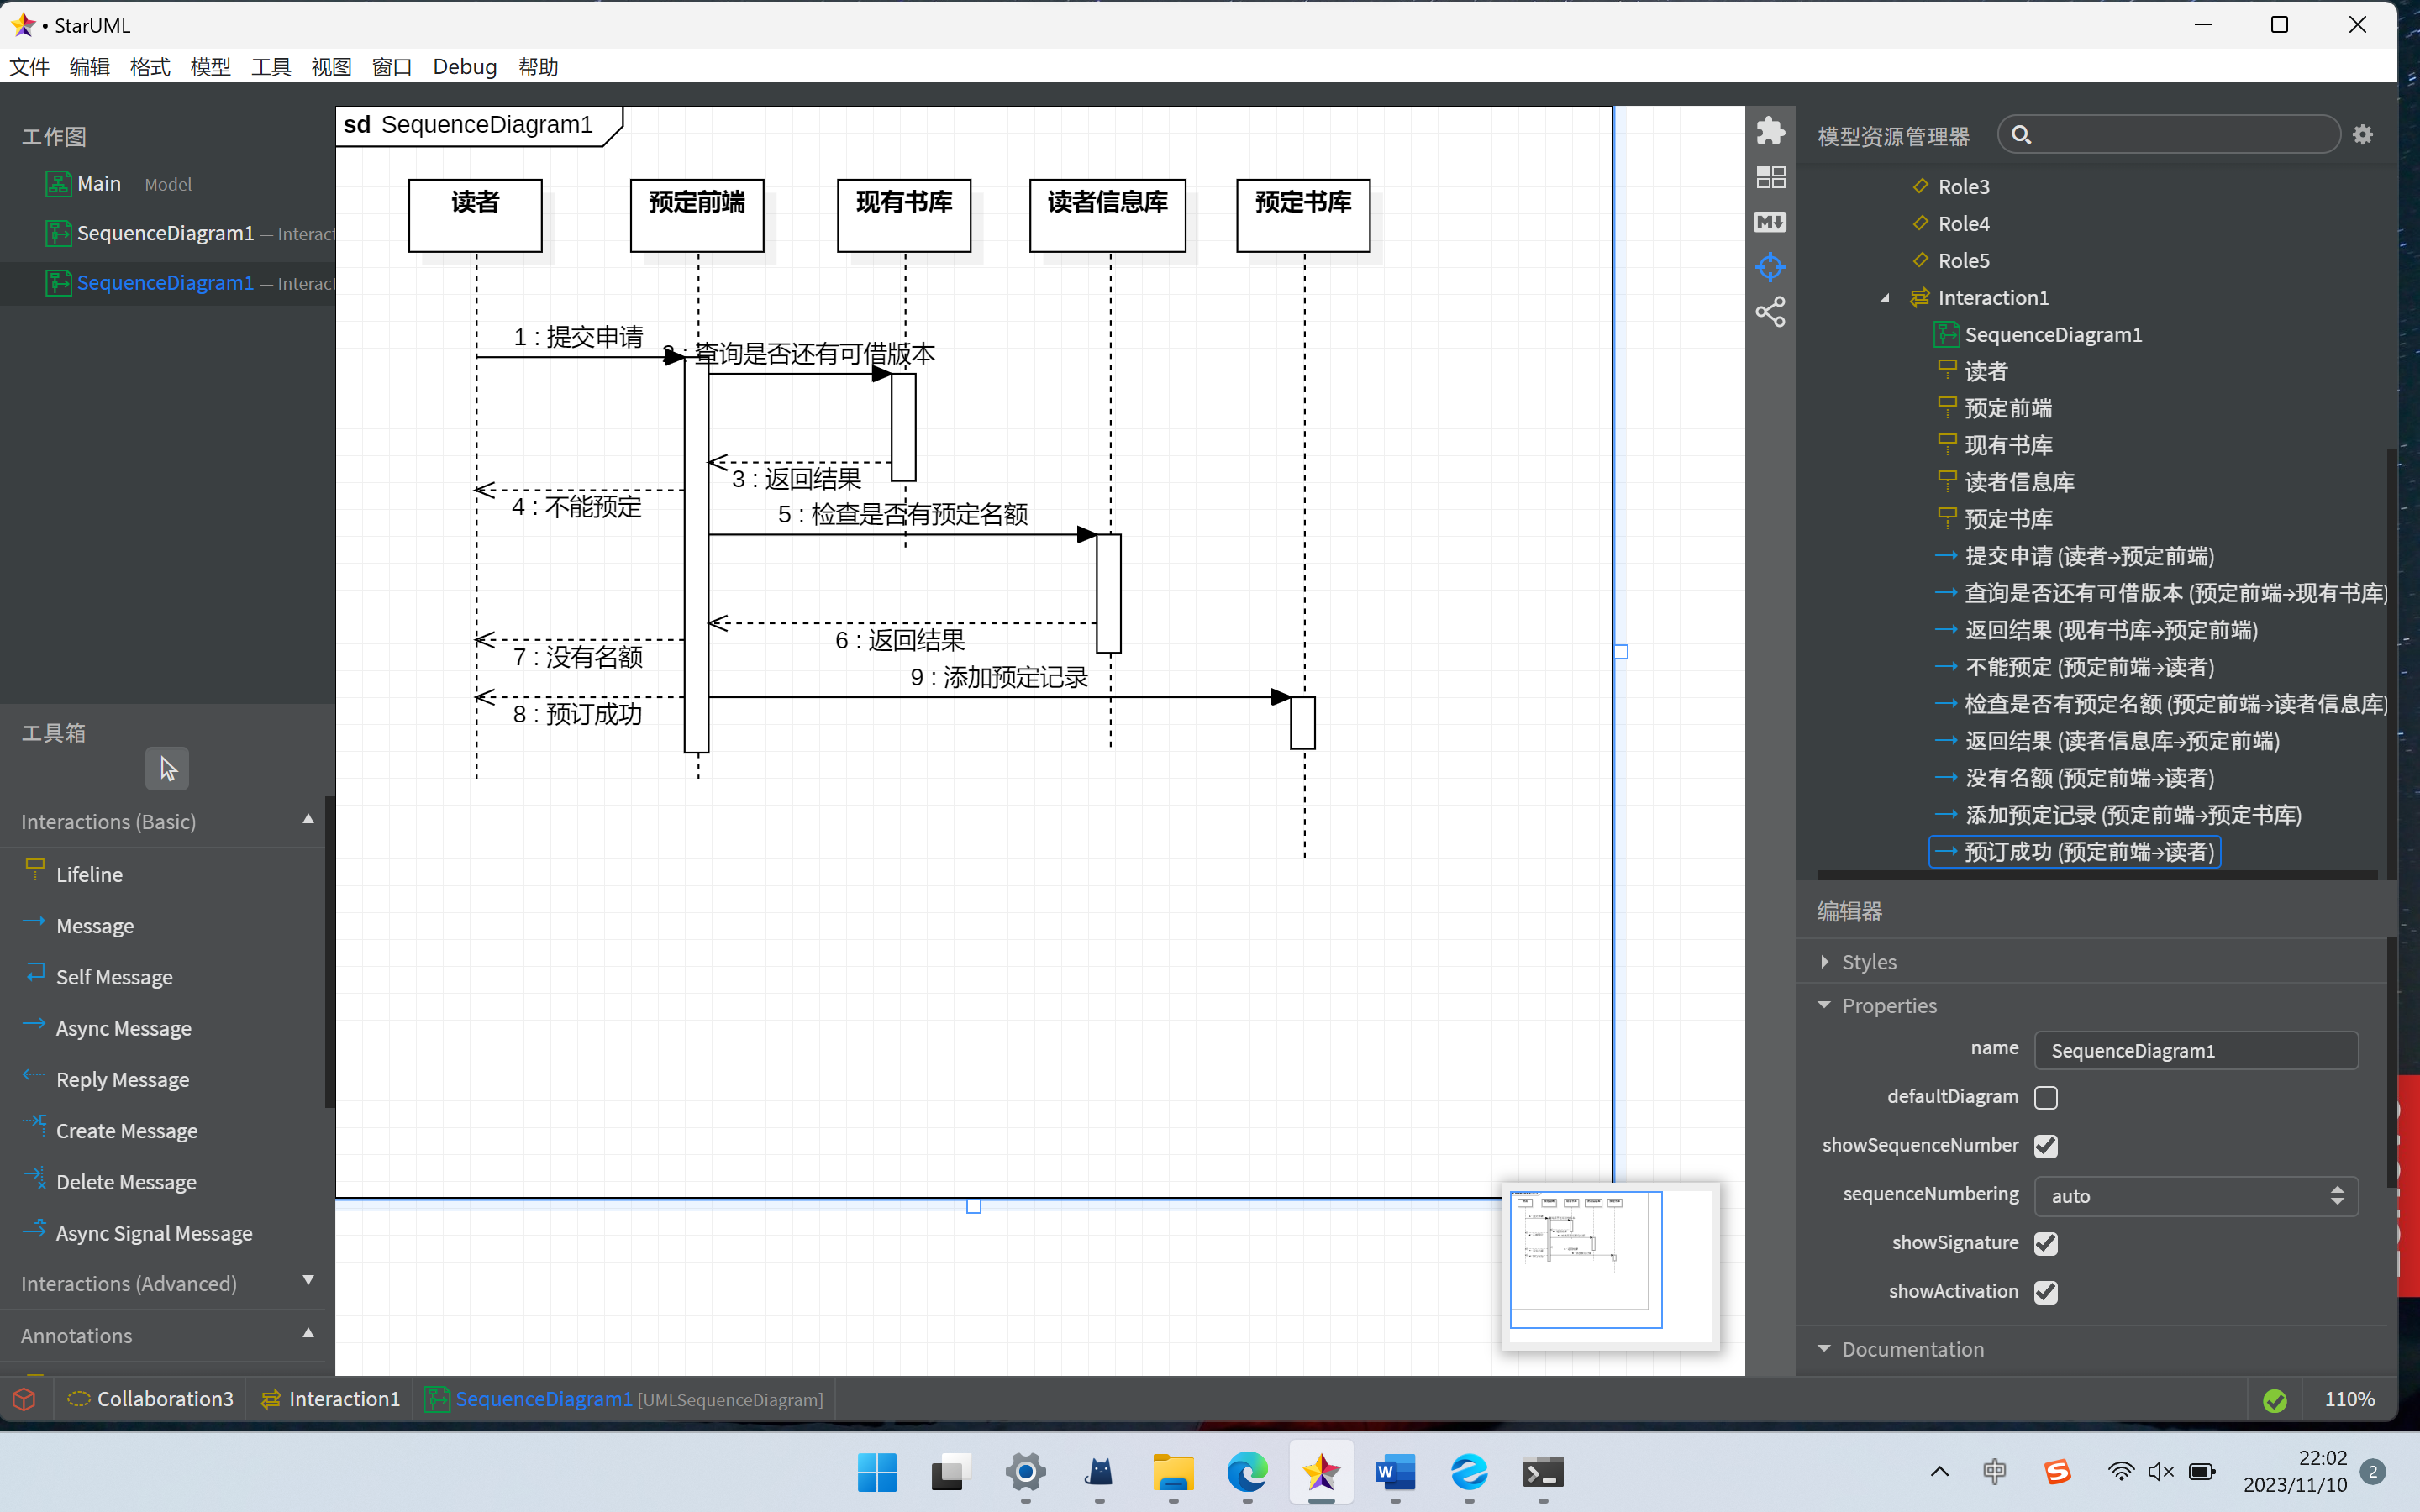 • StarUML
文件 编辑 格式 模型 工具 视图 窗口 Debug 帮助
工作图
Main — Model
SequenceDiagram1 — Interact
SequenceDiagram1 — Interact
工具箱
Interactions (Basic)
Lifeline
Message
Self Message
Async Message
Reply Message
Create Message
Delete Message
Async Signal Message
Interactions (Advanced)
Annotations
sd SequenceDiagram1
读者 预定前端 现有书库 读者信息库 预定书库
1 : 提交申请
: 查询是否还有可借版本
3 : 返回结果
4 : 不能预定
5 : 检查是否有预定名额
6 : 返回结果
7 : 没有名额
9 : 添加预定记录
8 : 预订成功
模型资源管理器
Role3
Role4
Role5
Interaction1
SequenceDiagram1
读者
预定前端
现有书库
读者信息库
预定书库
提交申请 (读者→预定前端)
查询是否还有可借版本 (预定前端→现有书库)
返回结果 (现有书库→预定前端)
不能预定 (预定前端→读者)
检查是否有预定名额 (预定前端→读者信息库)
返回结果 (读者信息库→预定前端)
没有名额 (预定前端→读者)
添加预定记录 (预定前端→预定书库)
预订成功 (预定前端→读者)
编辑器
Styles
Properties
name SequenceDiagram1
defaultDiagram
showSequenceNumber
sequenceNumbering auto
showSignature
showActivation
Documentation
Collaboration3 Interaction1 SequenceDiagram1 [UMLSequenceDiagram]
110%
中
22:02
2023/11/10
2